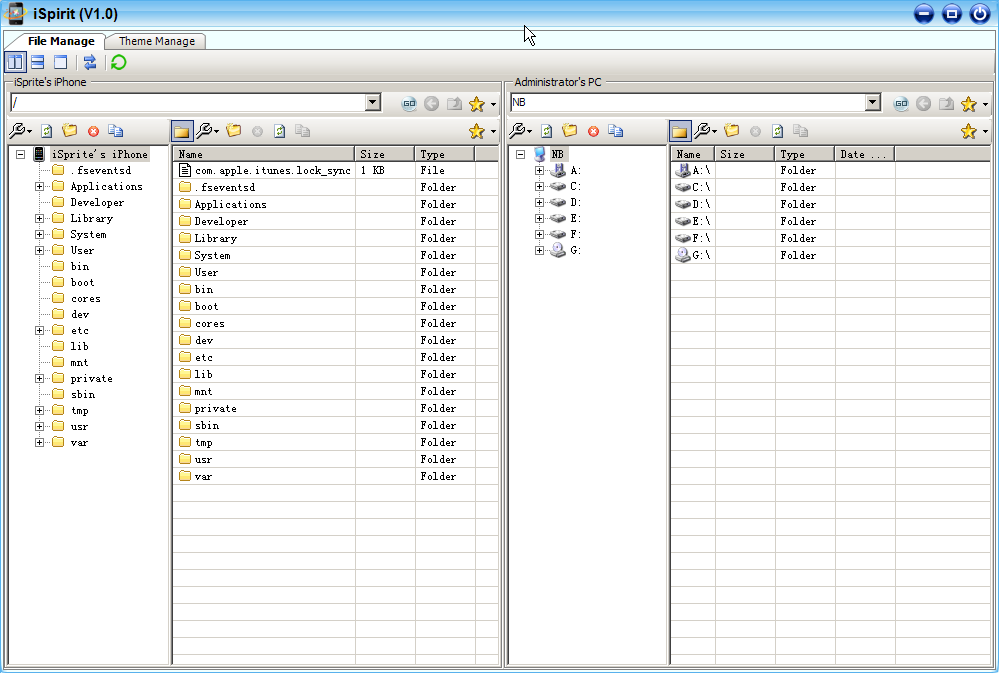 iSpirit (V1.0)
File Manage Theme Manage
iSprite's iPhone
/
GO
Name Size Type
iSprite's iPhone
.fseventsd
Applications
Developer
Library
System
User
bin
boot
cores
dev
etc
lib
mnt
private
sbin
tmp
usr
var
com.apple.itunes.lock_sync 1 KB File
.fseventsd Folder
Applications Folder
Developer Folder
Library Folder
System Folder
User Folder
bin Folder
boot Folder
cores Folder
dev Folder
etc Folder
lib Folder
mnt Folder
private Folder
sbin Folder
tmp Folder
usr Folder
var Folder
Administrator's PC
NB
GO
NB
A:
C:
D:
E:
F:
G:
Name Size Type Date ...
A:\ Folder
C:\ Folder
D:\ Folder
E:\ Folder
F:\ Folder
G:\ Folder